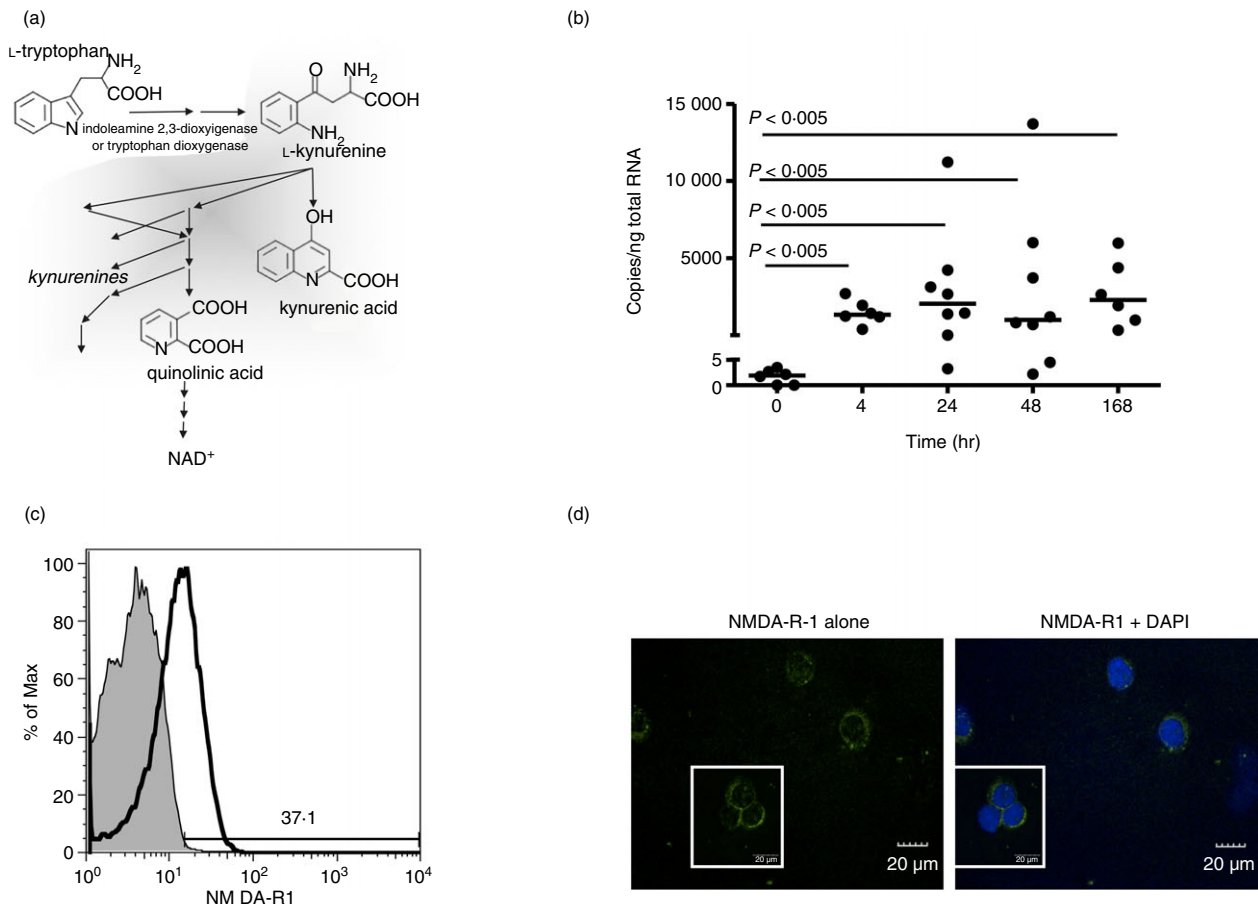 (a)
L-tryptophan
NH2
COOH
N
indoleamine 2,3-dioxyigenase
or tryptophan dioxygenase
O
NH2
COOH
NH2
L-kynurenine
OH
N
COOH
kynurenic acid
kynurenines
COOH
N
COOH
quinolinic acid
NAD+
(b)
Copies/ng total RNA
15 000
10 000
5000
5
0
P < 0·005
P < 0·005
P < 0·005
P < 0·005
0 4 24 48 168
Time (hr)
(c)
% of Max
100
80
60
40
20
0
37·1
10^0 10^1 10^2 10^3 10^4
NM DA-R1
(d)
NMDA-R-1 alone
20 µm
20 µm
NMDA-R1 + DAPI
20 µm
20 µm